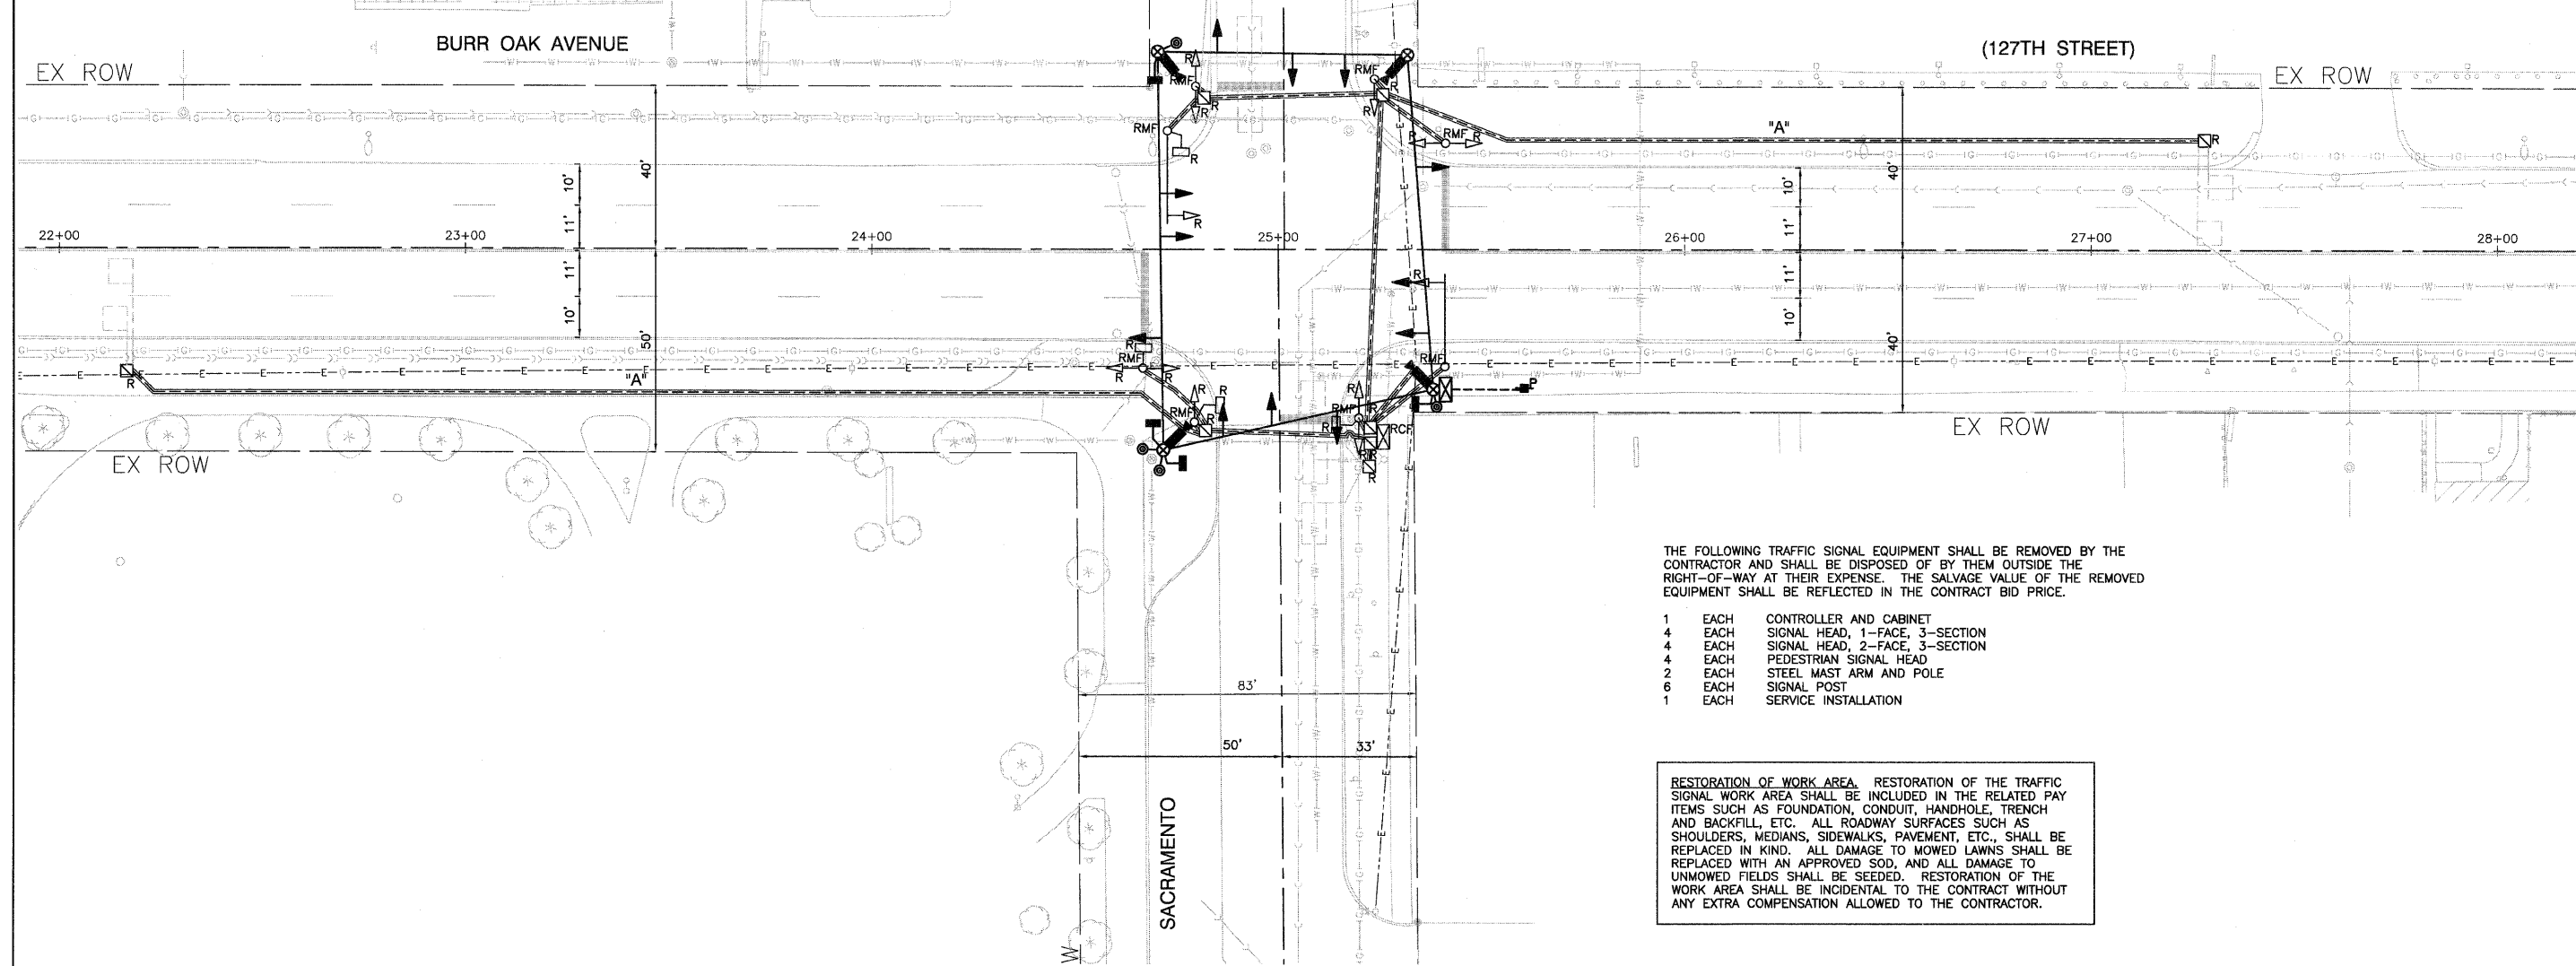 BURR OAK AVENUE
(127TH STREET)
EX ROW
EX ROW
RMF
R
RMF
R
R
R
R
RMF
R
R
RMF
R
"A"
R
40'
10'
11'
11'
10'
50'
40'
10'
11'
11'
10'
40'
R
22+00
23+00
24+00
25+00
26+00
27+00
28+00
R
R
RMF
R
R
RMF
"A"
R
P
R
R
RMF
R
R
RMF
R
RCF
R
R
R
EX ROW
EX ROW
THE FOLLOWING TRAFFIC SIGNAL EQUIPMENT SHALL BE REMOVED BY THE
CONTRACTOR AND SHALL BE DISPOSED OF BY THEM OUTSIDE THE
RIGHT-OF-WAY AT THEIR EXPENSE. THE SALVAGE VALUE OF THE REMOVED
EQUIPMENT SHALL BE REFLECTED IN THE CONTRACT BID PRICE.
1 EACH CONTROLLER AND CABINET
4 EACH SIGNAL HEAD, 1-FACE, 3-SECTION
4 EACH SIGNAL HEAD, 2-FACE, 3-SECTION
4 EACH PEDESTRIAN SIGNAL HEAD
2 EACH STEEL MAST ARM AND POLE
6 EACH SIGNAL POST
1 EACH SERVICE INSTALLATION
83'
50'
33'
SACRAMENTO
W
RESTORATION OF WORK AREA. RESTORATION OF THE TRAFFIC
SIGNAL WORK AREA SHALL BE INCLUDED IN THE RELATED PAY
ITEMS SUCH AS FOUNDATION, CONDUIT, HANDHOLE, TRENCH
AND BACKFILL, ETC. ALL ROADWAY SURFACES SUCH AS
SHOULDERS, MEDIANS, SIDEWALKS, PAVEMENT, ETC., SHALL BE
REPLACED IN KIND. ALL DAMAGE TO MOWED LAWNS SHALL BE
REPLACED WITH AN APPROVED SOD, AND ALL DAMAGE TO
UNMOWED FIELDS SHALL BE SEEDED. RESTORATION OF THE
WORK AREA SHALL BE INCIDENTAL TO THE CONTRACT WITHOUT
ANY EXTRA COMPENSATION ALLOWED TO THE CONTRACTOR.